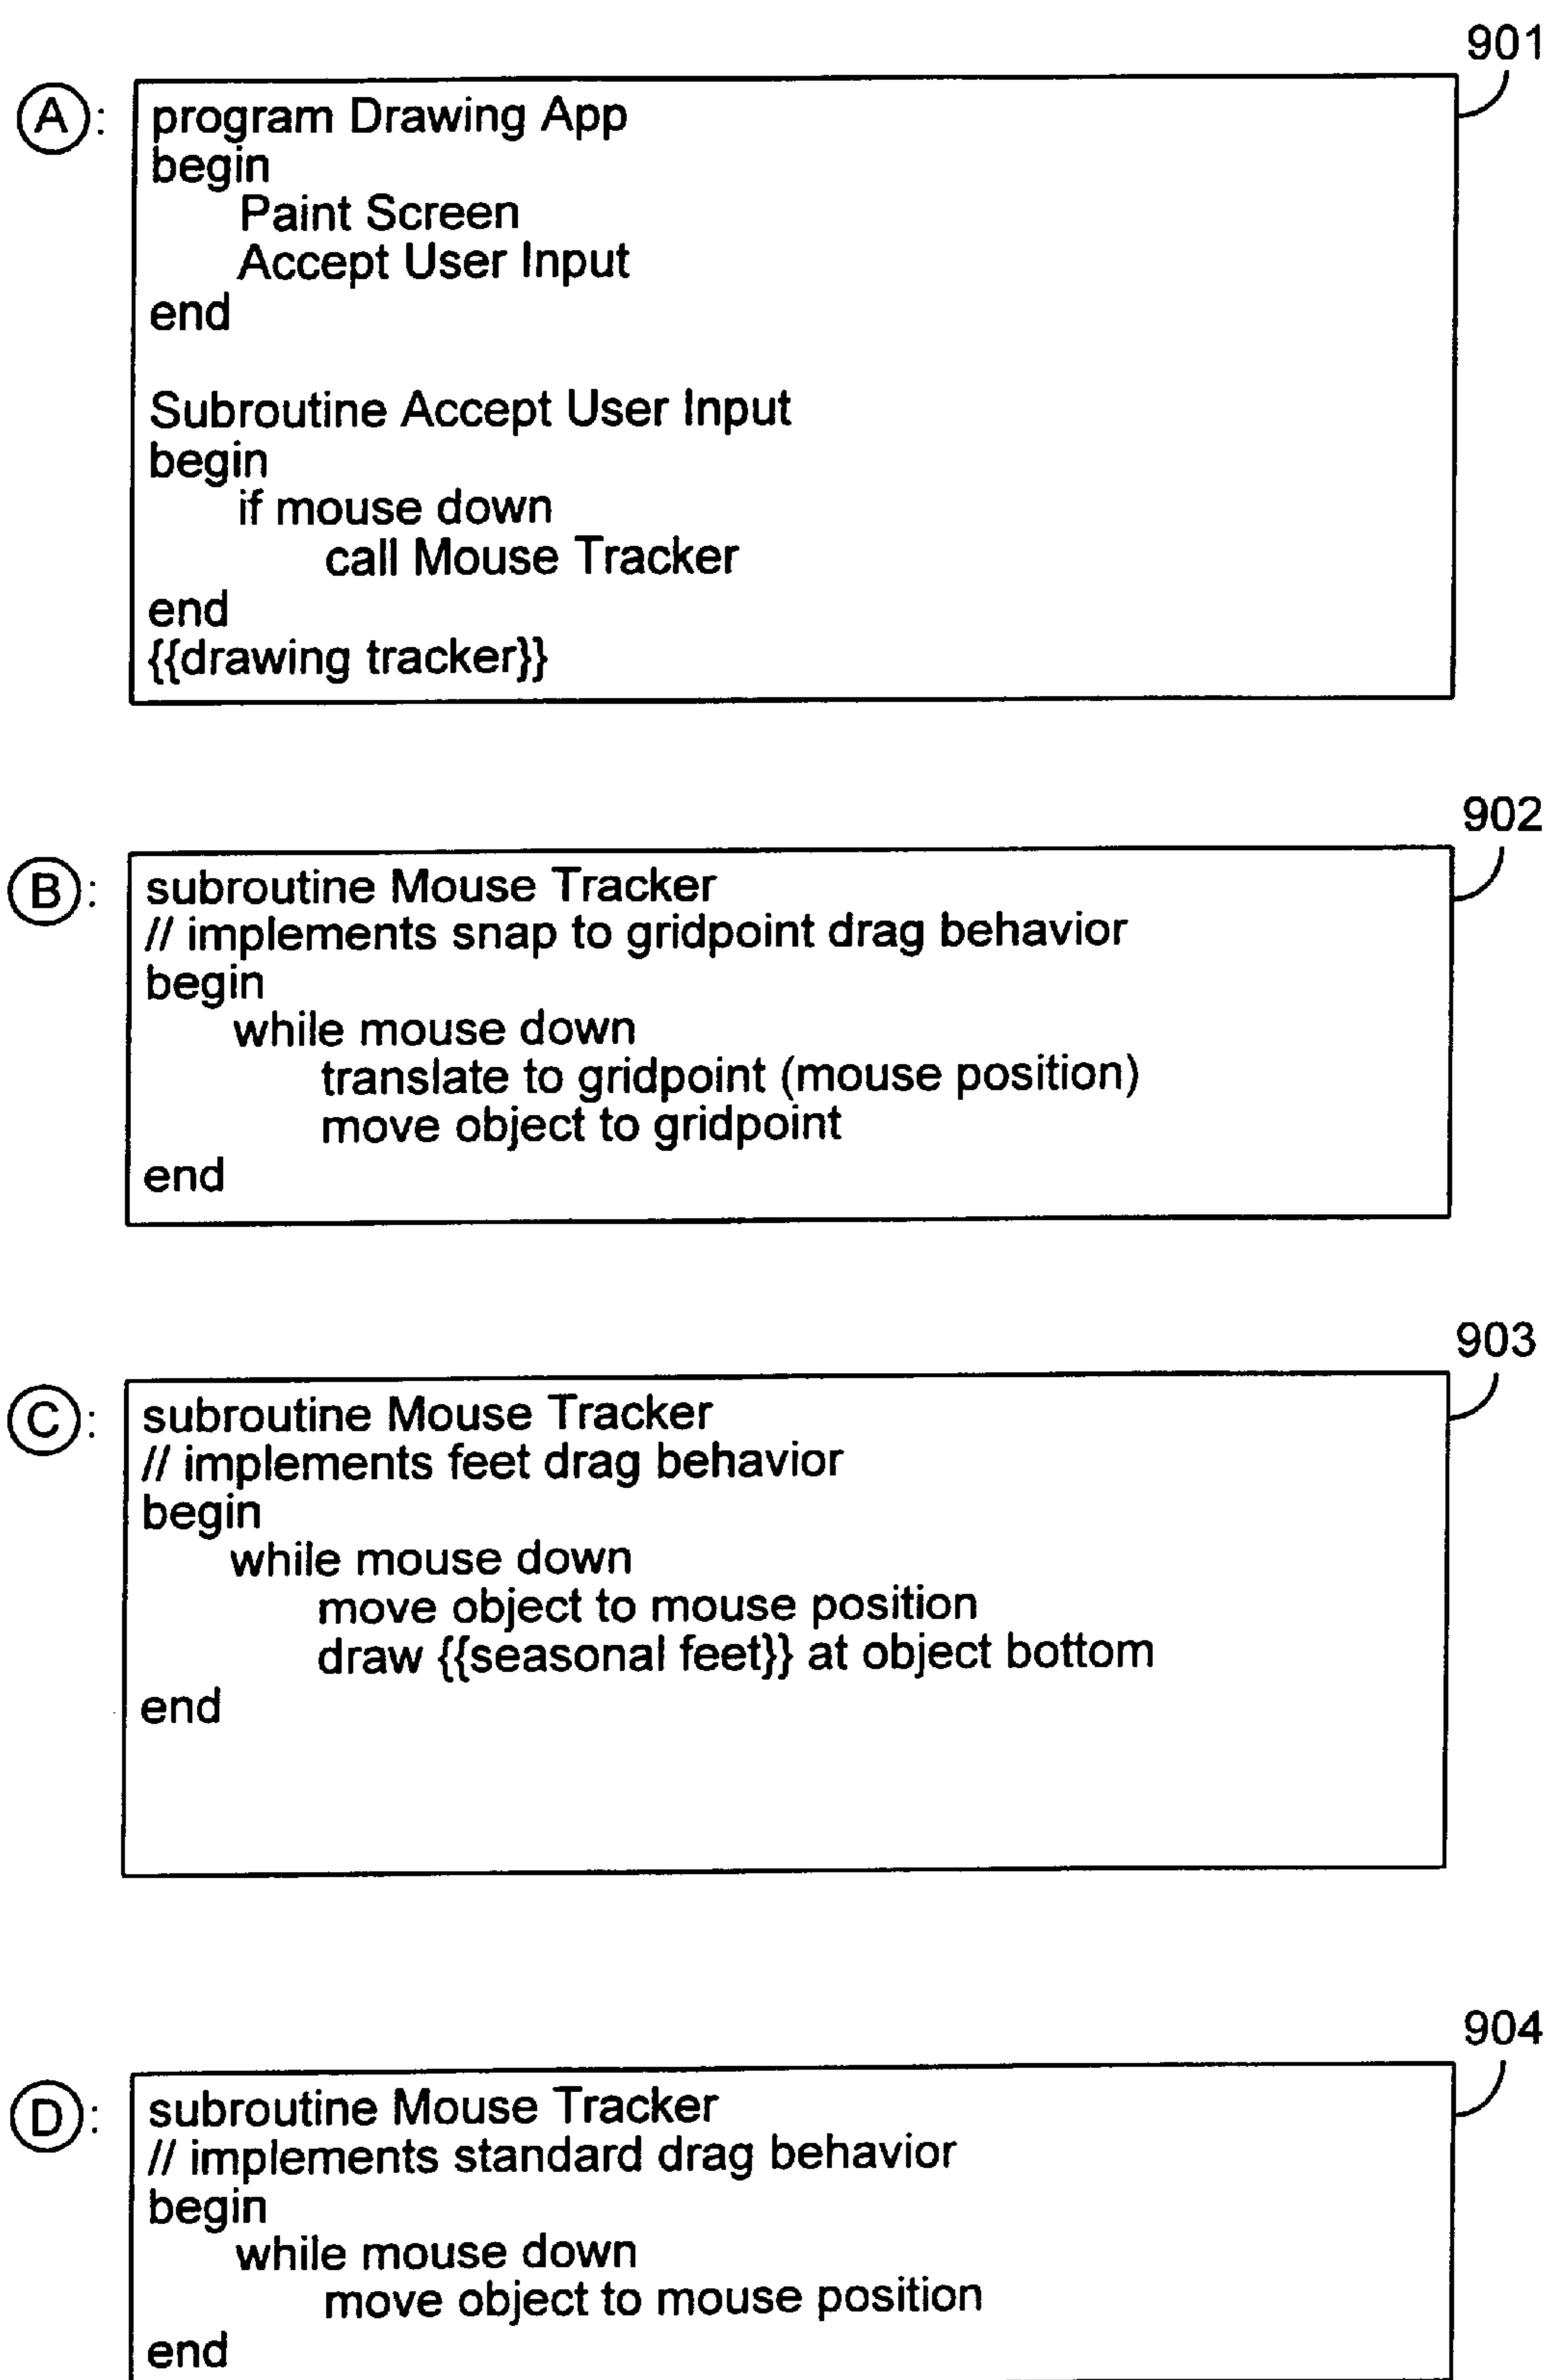 901
A: program Drawing App
begin
Paint Screen
Accept User Input
end
Subroutine Accept User Input
begin
if mouse down
call Mouse Tracker
end
{{drawing tracker}}
902
B: subroutine Mouse Tracker
// implements snap to gridpoint drag behavior
begin
while mouse down
translate to gridpoint (mouse position)
move object to gridpoint
end
903
C: subroutine Mouse Tracker
// implements feet drag behavior
begin
while mouse down
move object to mouse position
draw {{seasonal feet}} at object bottom
end
904
D: subroutine Mouse Tracker
// implements standard drag behavior
begin
while mouse down
move object to mouse position
end